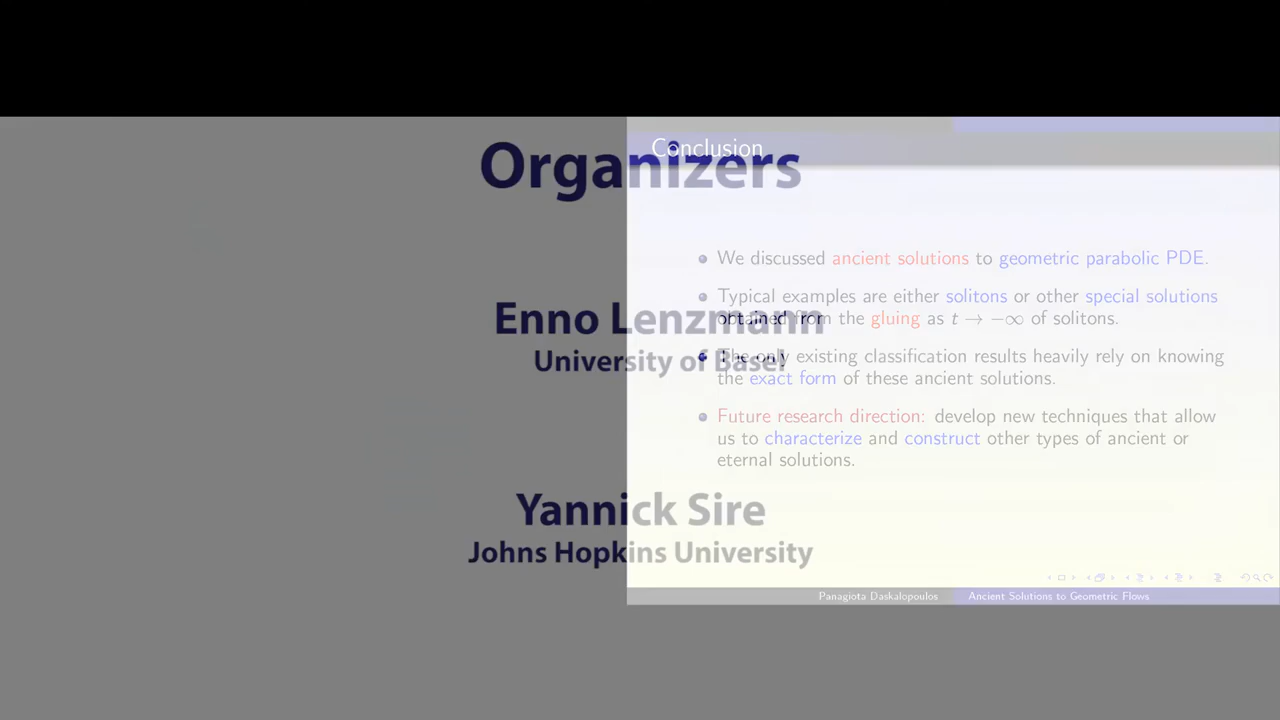 Organizers
Enno Lenzmann
University of Basel
Yannick Sire
Johns Hopkins University
Conclusion
We discussed ancient solutions to geometric parabolic PDE.
Typical examples are either solitons or other special solutions
obtained from the gluing as t → −∞ of solitons.
The only existing classification results heavily rely on knowing
the exact form of these ancient solutions.
Future research direction: develop new techniques that allow
us to characterize and construct other types of ancient or
eternal solutions.
Panagiota Daskalopoulos Ancient Solutions to Geometric Flows